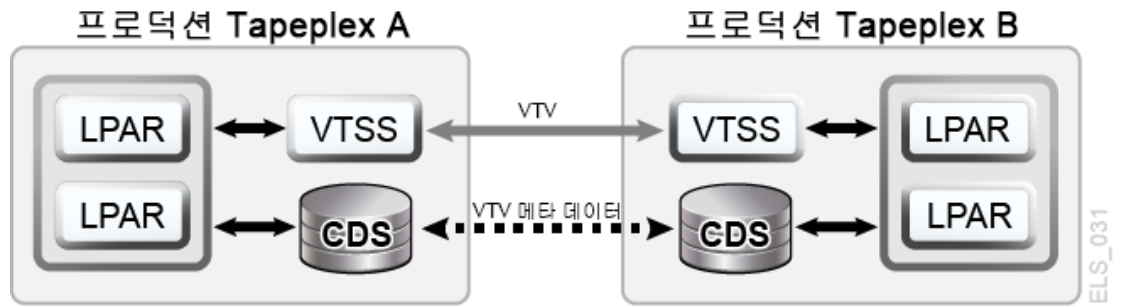 프로덕션 Tapeplex A
프로덕션 Tapeplex B
LPAR
VTSS
VTV
VTSS
LPAR
LPAR
CDS
VTV 메타 데이터
CDS
LPAR
ELS_031